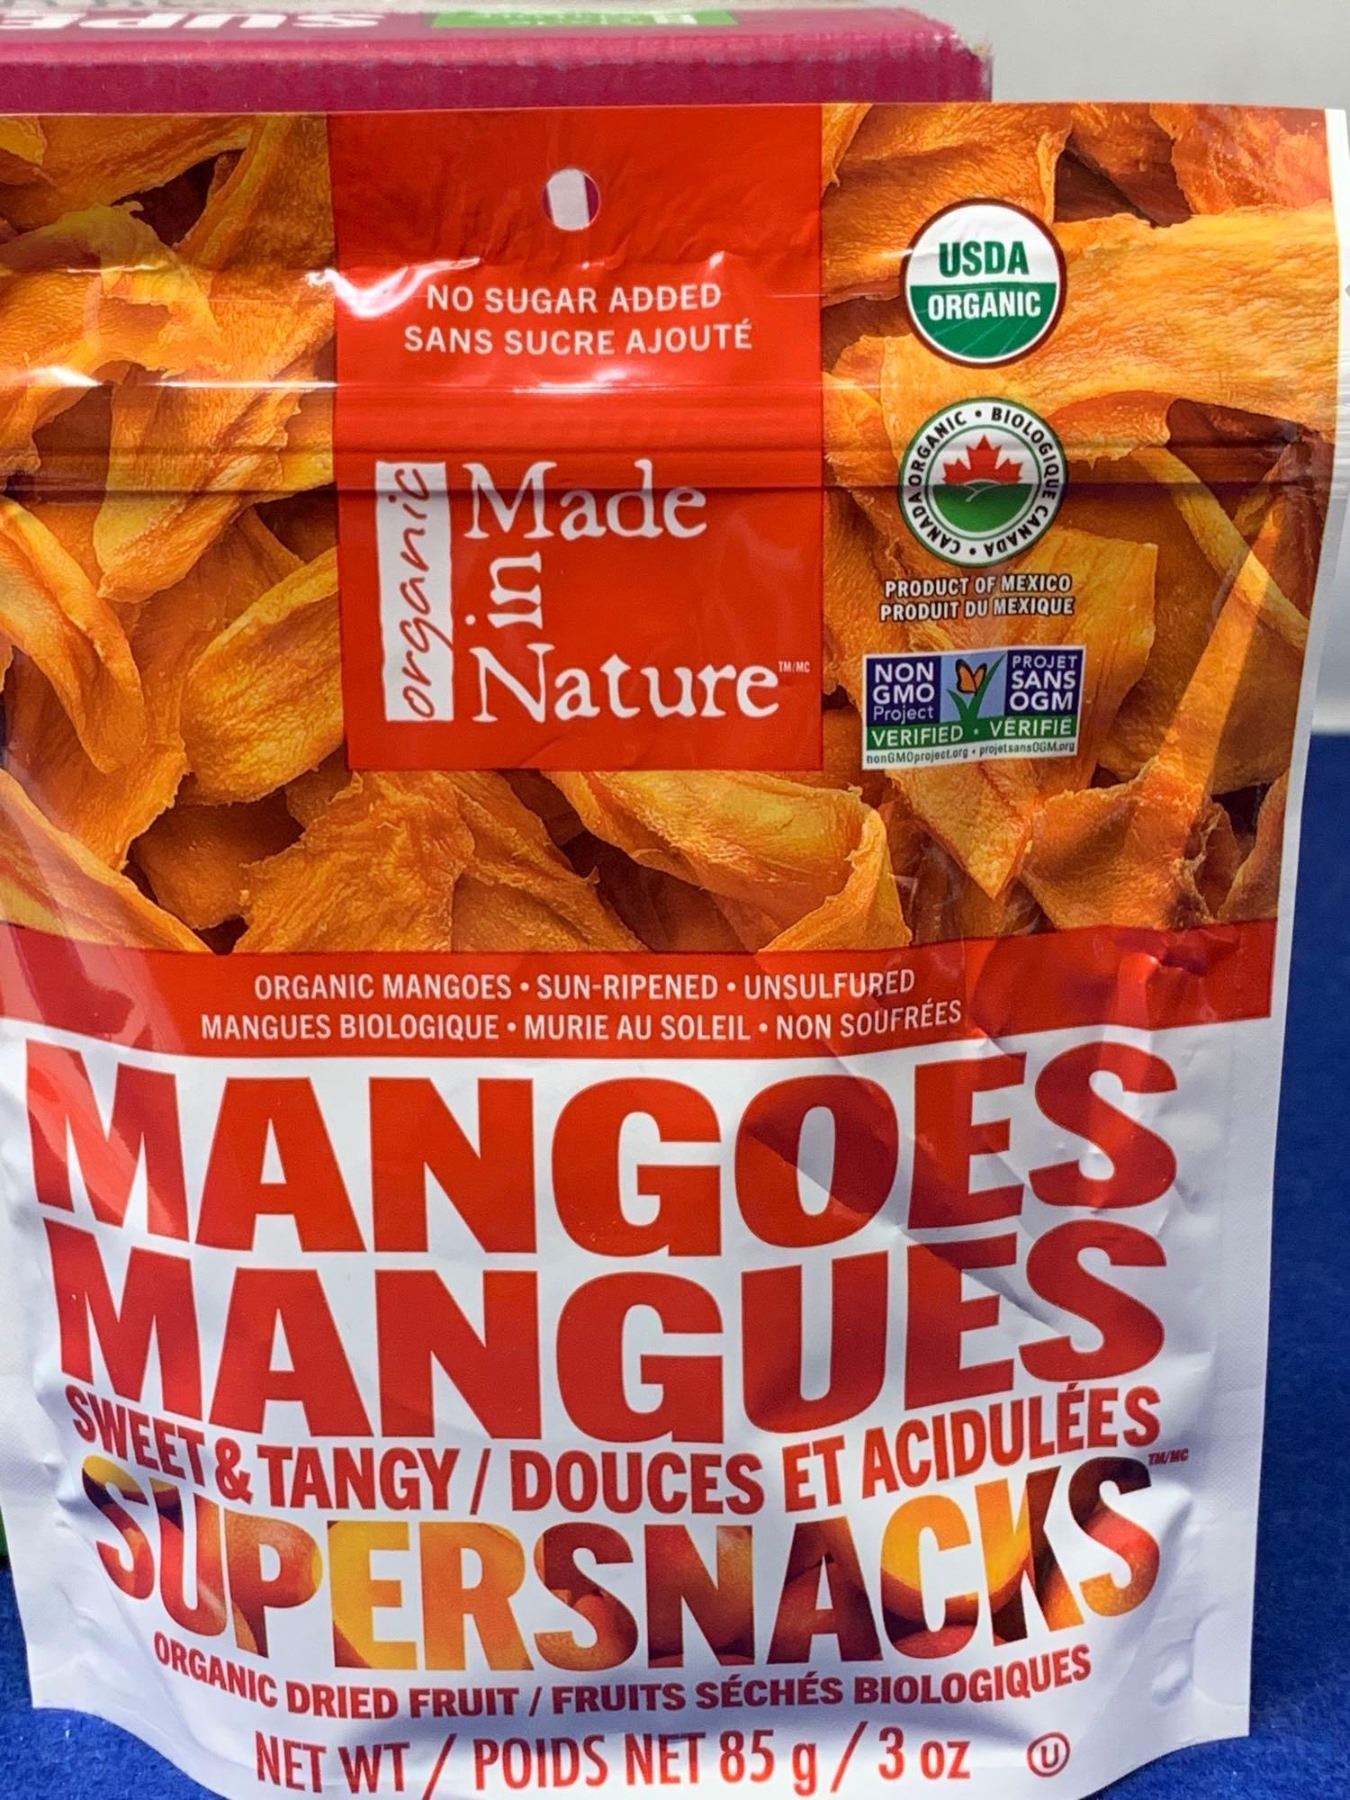 NO SUGAR ADDED
SANS SUCRE AJOUTÉ
organic
Made
in
Nature TM/MC
USDA
ORGANIC
CANADA ORGANIC • BIOLOGIQUE CANADA •
PRODUCT OF MEXICO
PRODUIT DU MEXIQUE
NON
GMO
Project
PROJET
SANS
OGM
VERIFIED • VÉRIFIÉ
nonGMOproject.org • projetsansOGM.org
ORGANIC MANGOES • SUN-RIPENED • UNSULFURED
MANGUES BIOLOGIQUE • MURIE AU SOLEIL • NON SOUFRÉES
MANGOES
MANGUES
SWEET & TANGY / DOUCES ET ACIDULÉES
SUPERSNACKS TM/MC
ORGANIC DRIED FRUIT / FRUITS SÉCHÉS BIOLOGIQUES
NET WT / POIDS NET 85 g / 3 oz U